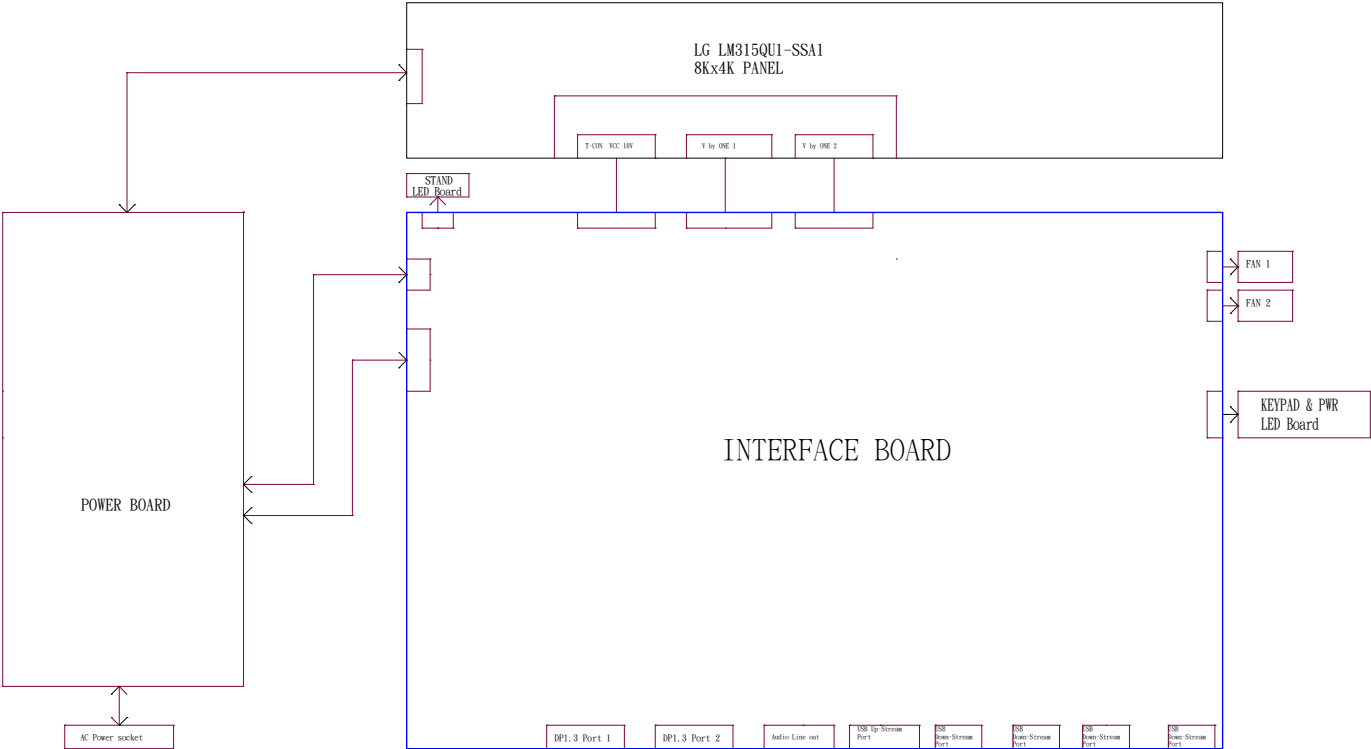 LG LM315QU1-SSA1
8Kx4K PANEL
T-CON VCC 10V
V by ONE 1
V by ONE 2
STAND
LED Board
FAN 1
FAN 2
KEYPAD & PWR
LED Board
INTERFACE BOARD
POWER BOARD
AC Power socket
DP1.3 Port 1
DP1.3 Port 2
Audio Line out
USB Up-Stream
Port
USB
Down-Stream
Port
USB
Down-Stream
Port
USB
Down-Stream
Port
USB
Down-Stream
Port